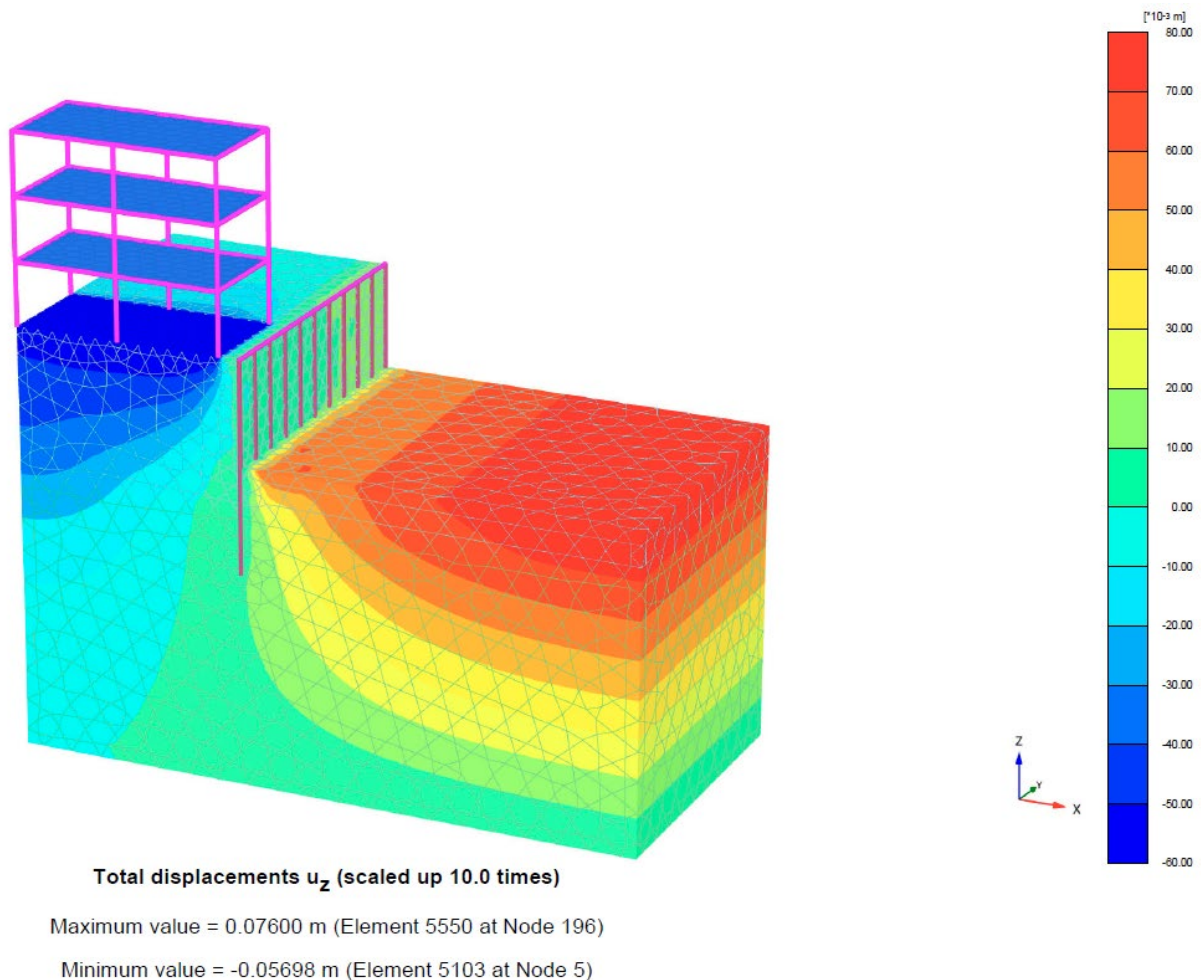 [*10-3 m]
80.00
70.00
60.00
50.00
40.00
30.00
20.00
10.00
0.00
-10.00
-20.00
-30.00
-40.00
-50.00
-60.00
Z
Y
X
Total displacements uz (scaled up 10.0 times)
Maximum value = 0.07600 m (Element 5550 at Node 196)
Minimum value = -0.05698 m (Element 5103 at Node 5)